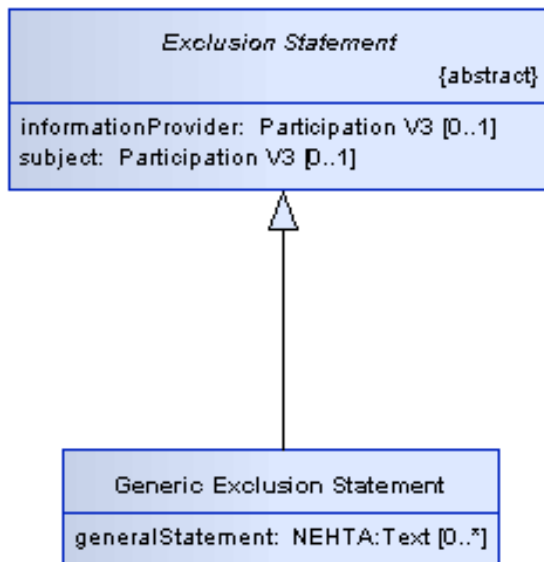 Exclusion Statement
{abstract}
informationProvider: Participation V3 [0..1]
subject: Participation V3 [0..1]
Generic Exclusion Statement
generalStatement: NEHTA:Text [0..*]